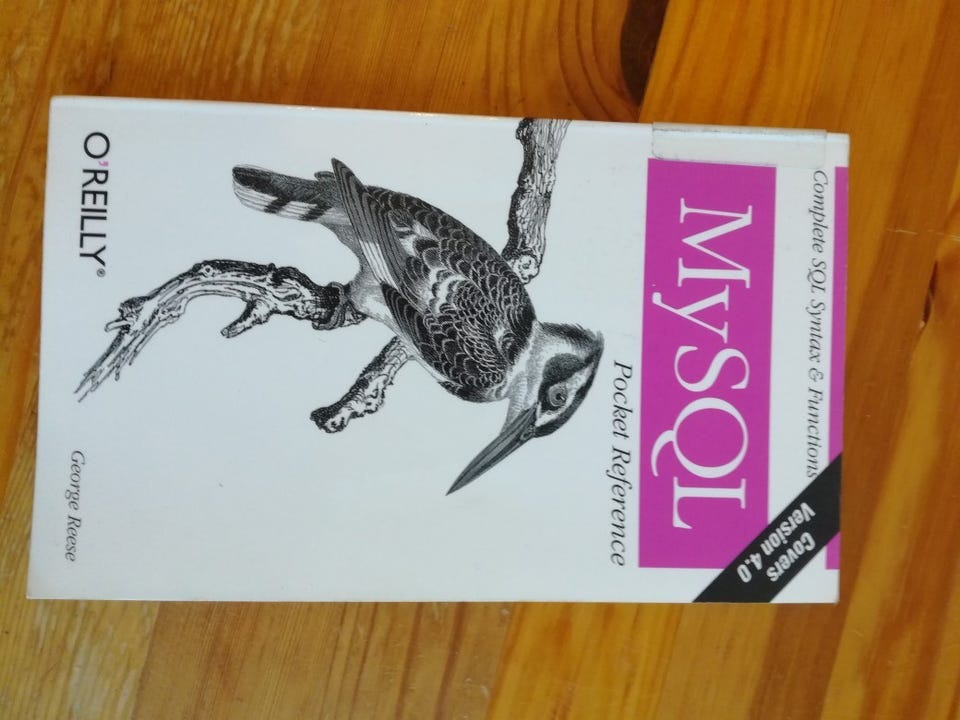 Complete SQL Syntax & Functions
Covers
Version 4.0
MySQL
Pocket Reference
O'REILLY®
George Reese